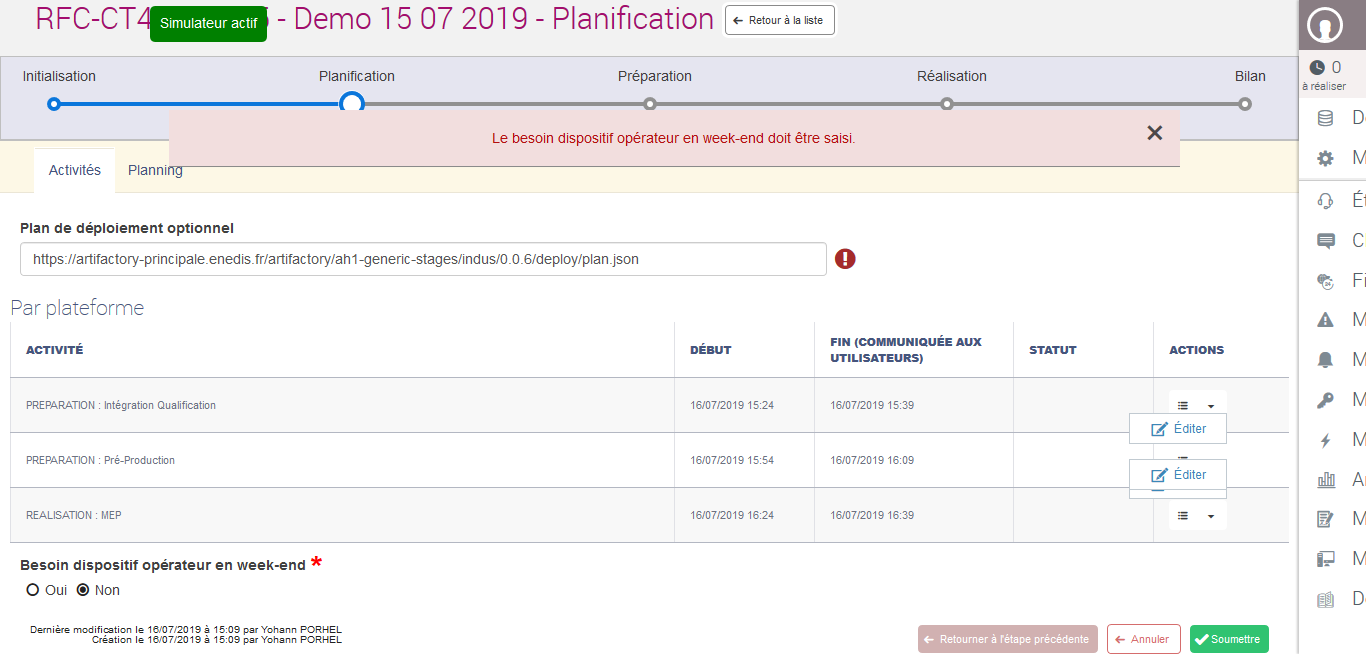 RFC-CT4 - Demo 15 07 2019 - Planification
Simulateur actif
Retour à la liste
Initialisation
Planification
Préparation
Réalisation
Bilan
0
à réaliser
Le besoin dispositif opérateur en week-end doit être saisi.
Activités
Planning
Plan de déploiement optionnel
https://artifactory-principale.enedis.fr/artifactory/ah1-generic-stages/indus/0.0.6/deploy/plan.json
Par plateforme
ACTIVITÉ
DÉBUT
FIN (COMMUNIQUÉE AUX
UTILISATEURS)
STATUT
ACTIONS
PREPARATION : Intégration Qualification
16/07/2019 15:24
16/07/2019 15:39
Éditer
PREPARATION : Pré-Production
16/07/2019 15:54
16/07/2019 16:09
Éditer
REALISATION : MEP
16/07/2019 16:24
16/07/2019 16:39
Besoin dispositif opérateur en week-end *
Oui
Non
Dernière modification le 16/07/2019 à 15:09 par Yohann PORHEL
Création le 16/07/2019 à 15:09 par Yohann PORHEL
Retourner à l'étape précédente
Annuler
Soumettre